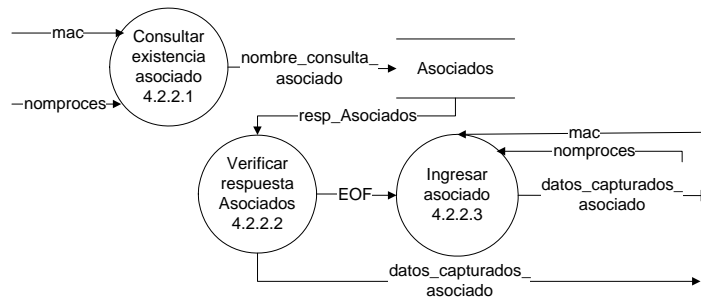 mac
Consultar
existencia
asociado
4.2.2.1
nomproces
nombre_consulta_
asociado
Asociados
resp_Asociados
mac
nomproces
Verificar
respuesta
Asociados
4.2.2.2
EOF
Ingresar
asociado
4.2.2.3
datos_capturados_
asociado
datos_capturados_
asociado